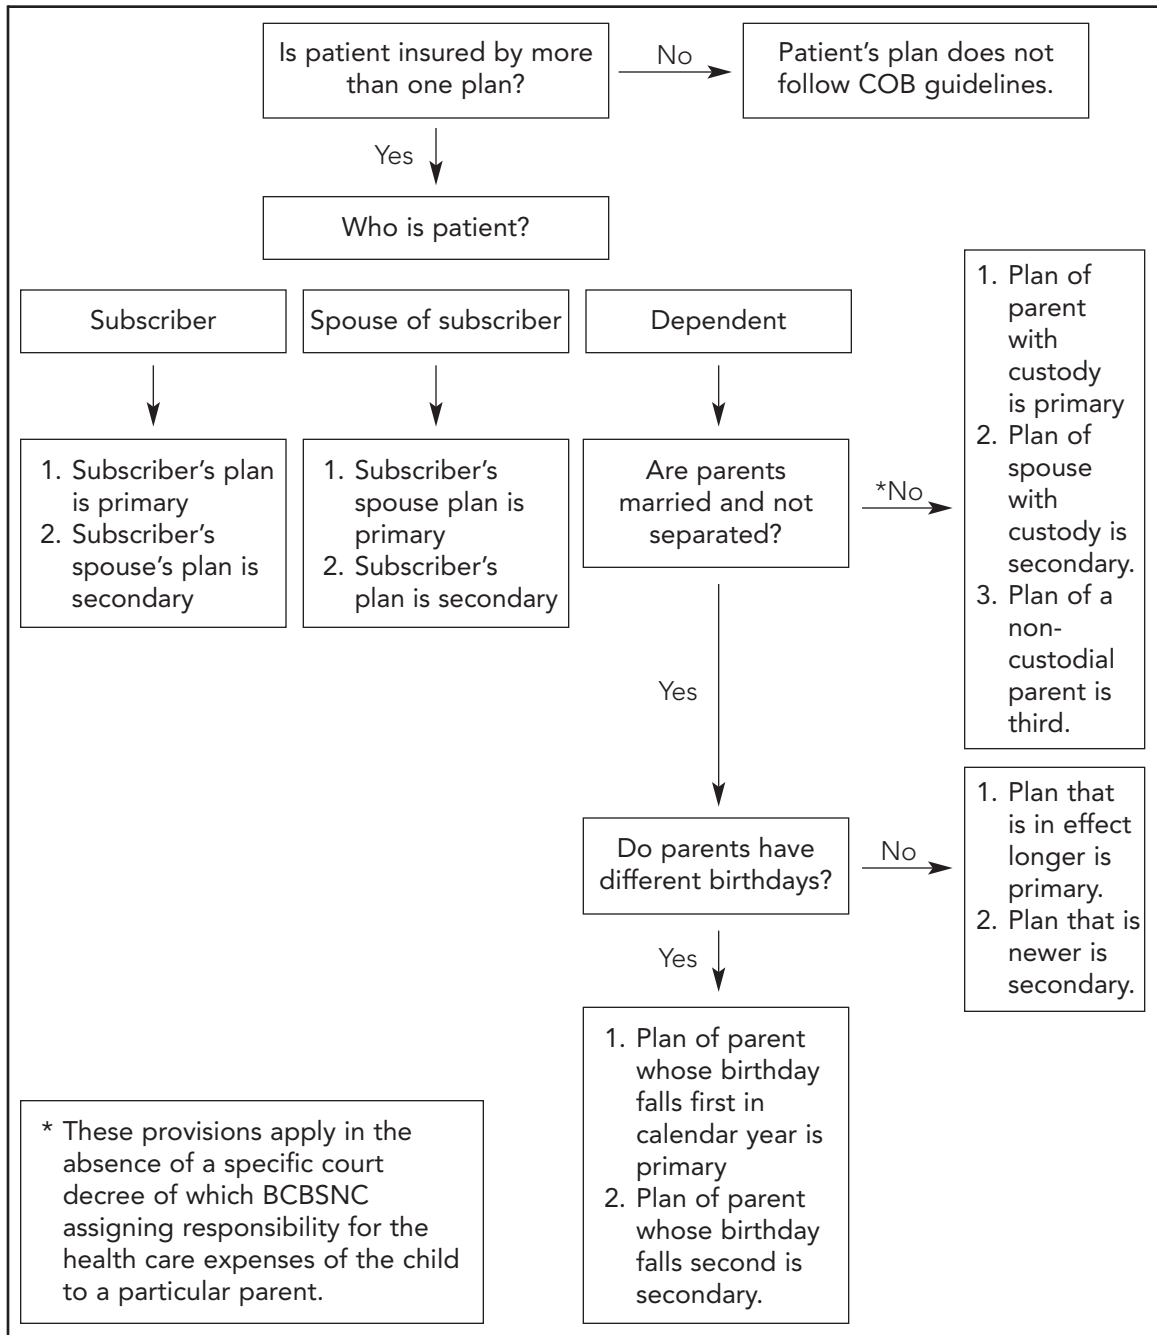 Is patient insured by more
than one plan?
No
Patient's plan does not
follow COB guidelines.
Yes
Who is patient?
Subscriber
Spouse of subscriber
Dependent
1. Subscriber's plan
is primary
2. Subscriber's
spouse's plan is
secondary
1. Subscriber's
spouse plan is
primary
2. Subscriber's
plan is secondary
Are parents
married and not
separated?
*No
1. Plan of
parent
with
custody
is primary
2. Plan of
spouse
with
custody is
secondary.
3. Plan of a
non-
custodial
parent is
third.
Yes
Do parents have
different birthdays?
No
1. Plan that
is in effect
longer is
primary.
2. Plan that is
newer is
secondary.
Yes
1. Plan of parent
whose birthday
falls first in
calendar year is
primary
2. Plan of parent
whose birthday
falls second is
secondary.
* These provisions apply in the
absence of a specific court
decree of which BCBSNC
assigning responsibility for the
health care expenses of the child
to a particular parent.